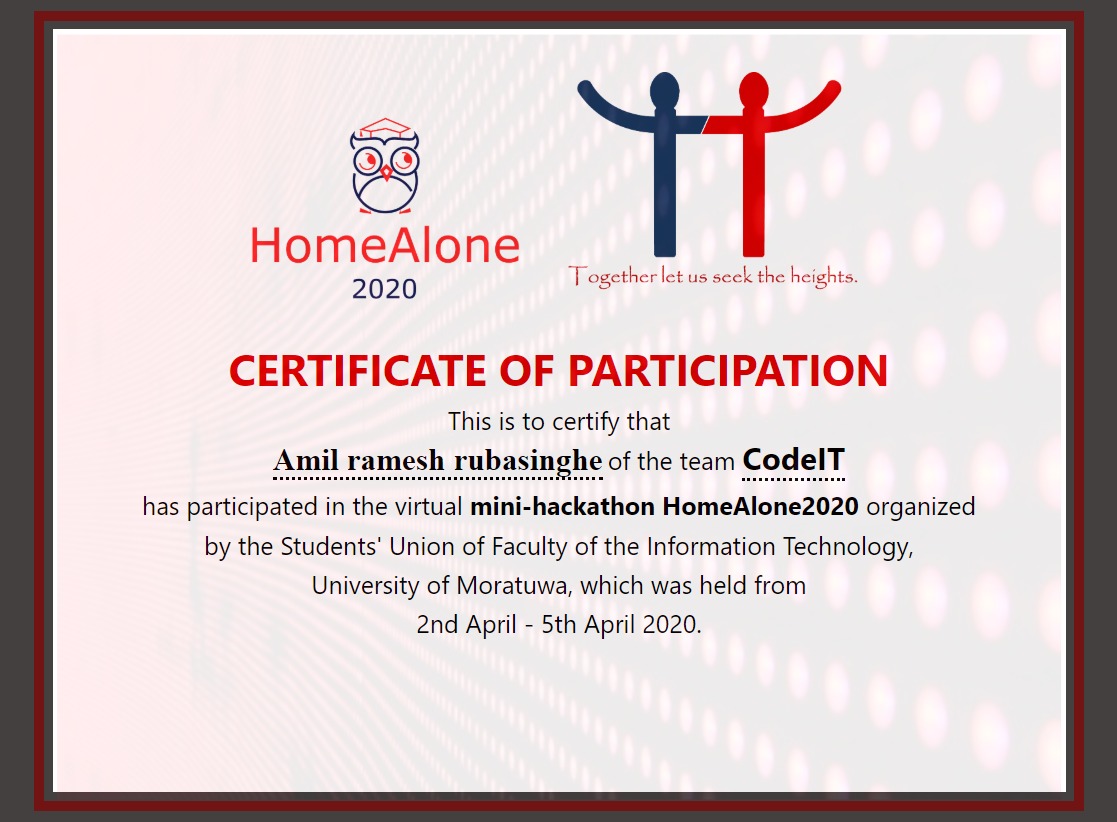 HomeAlone
2020
Together let us seek the heights.
CERTIFICATE OF PARTICIPATION
This is to certify that
Amil ramesh rubasinghe of the team CodeIT
has participated in the virtual mini-hackathon HomeAlone2020 organized
by the Students' Union of Faculty of the Information Technology,
University of Moratuwa, which was held from
2nd April - 5th April 2020.